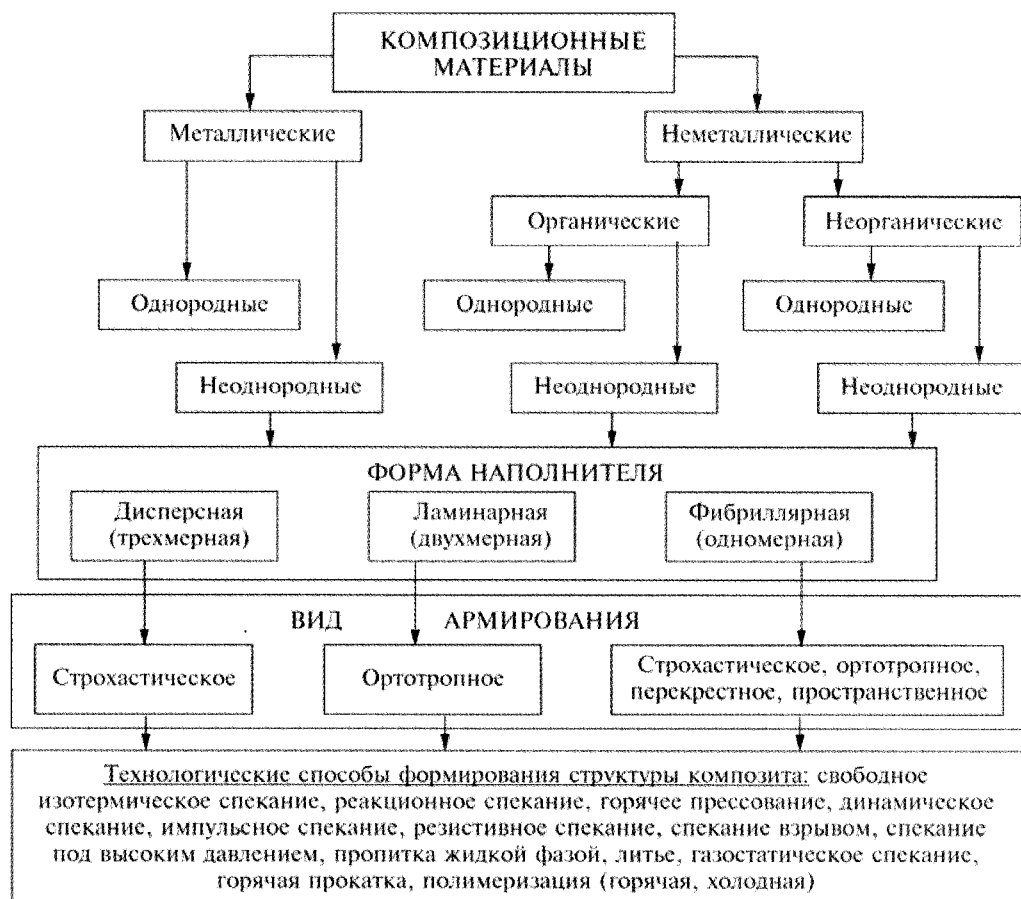 КОМПОЗИЦИОННЫЕ
МАТЕРИАЛЫ
Металлические
Неметаллические
Органические
Неорганические
Однородные
Однородные
Однородные
Неоднородные
Неоднородные
Неоднородные
ФОРМА НАПОЛНИТЕЛЯ
Дисперсная
(трехмерная)
Ламинарная
(двухмерная)
Фибриллярная
(одномерная)
ВИД АРМИРОВАНИЯ
Строхастическое
Ортотропное
Строхастическое, ортотропное,
перекрестное, пространственное
Технологические способы формирования структуры композита: свободное
изотермическое спекание, реакционное спекание, горячее прессование, динамическое
спекание, импульсное спекание, резистивное спекание, спекание взрывом, спекание
под высоким давлением, пропитка жидкой фазой, литье, газостатическое спекание,
горячая прокатка, полимеризация (горячая, холодная)